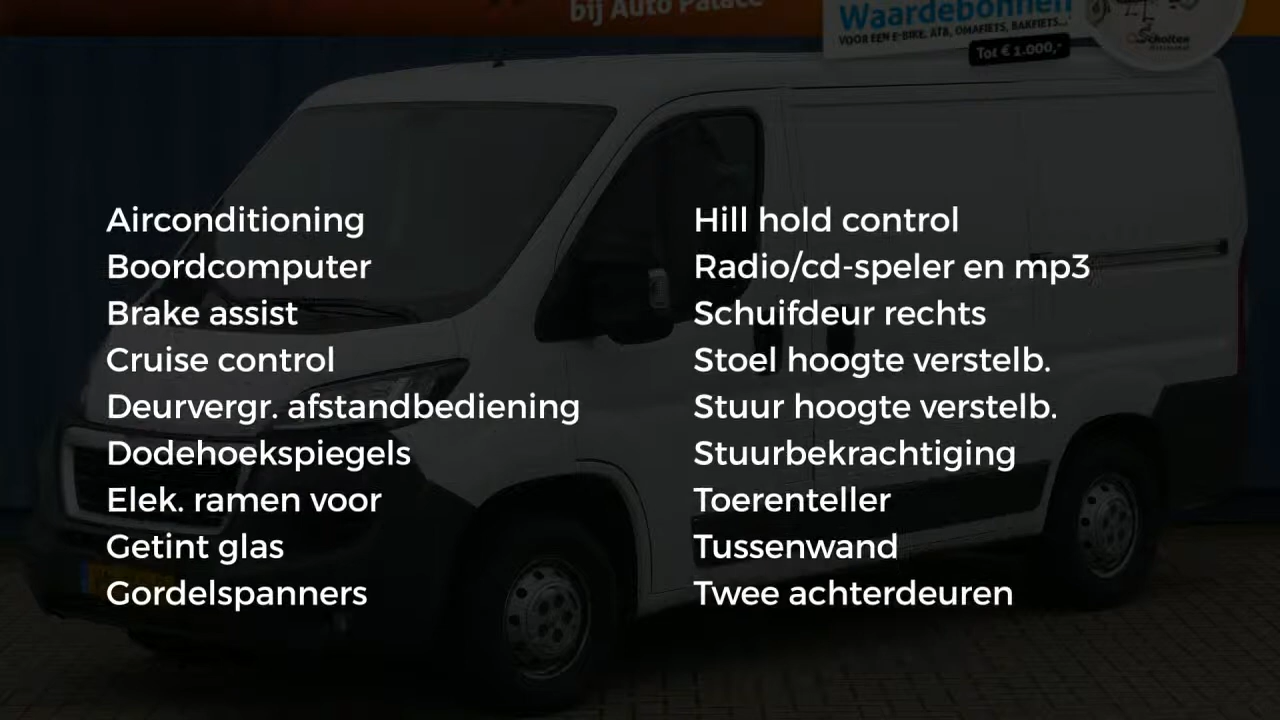 bij Auto Palace
Waardebonnen
VOOR EEN E-BIKE, ATB, OMAFIETS, BAKFIETS...
Tot € 1.000,-
Scholten
Airconditioning
Boordcomputer
Brake assist
Cruise control
Deurvergr. afstandbediening
Dodehoekspiegels
Elek. ramen voor
Getint glas
Gordelspanners
Hill hold control
Radio/cd-speler en mp3
Schuifdeur rechts
Stoel hoogte verstelb.
Stuur hoogte verstelb.
Stuurbekrachtiging
Toerenteller
Tussenwand
Twee achterdeuren